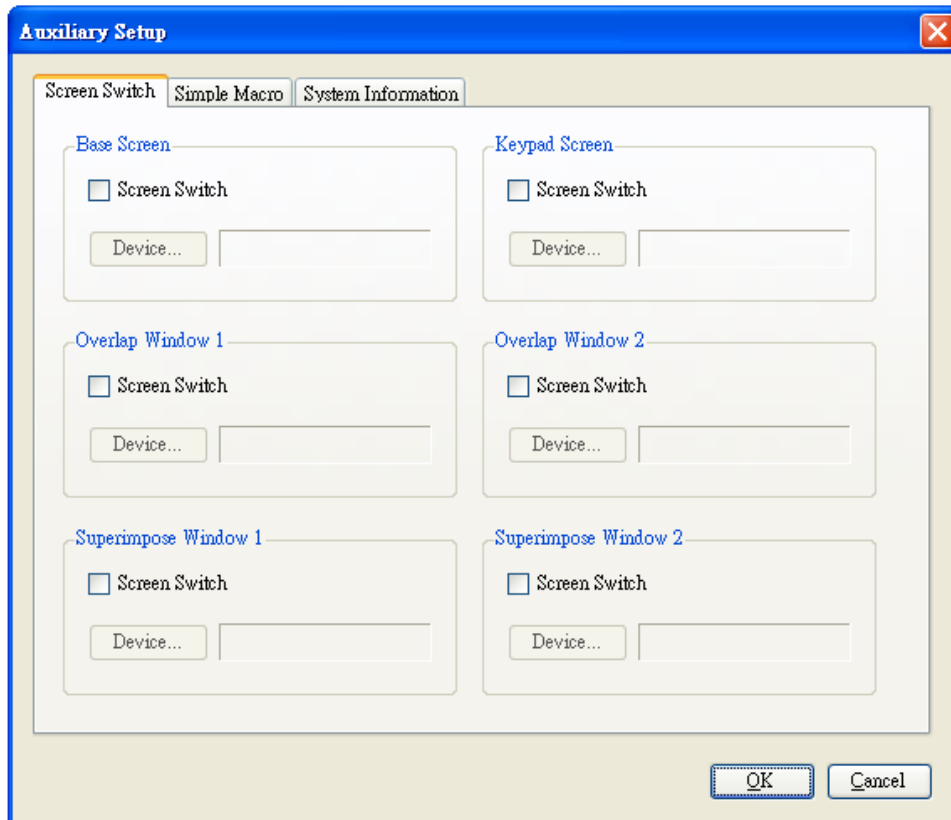 Auxiliary Setup
Screen Switch Simple Macro System Information
Base Screen
Screen Switch
Device...
Keypad Screen
Screen Switch
Device...
Overlap Window 1
Screen Switch
Device...
Overlap Window 2
Screen Switch
Device...
Superimpose Window 1
Screen Switch
Device...
Superimpose Window 2
Screen Switch
Device...
OK Cancel